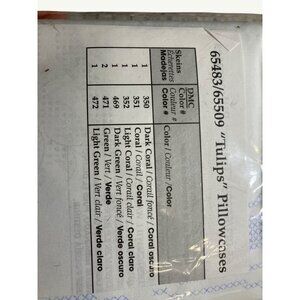 65483/65509 "Tulips" Pillowcases
DMC
Skeins Color #
Echevettes Couleur #
Madejas Color # Color / Couleur / Color
1 350 Dark Coral / Corail foncé / Coral oscuro
1 351 Coral / Corail / Coral
1 352 Light Coral / Corail clair / Coral claro
1 469 Dark Green / Vert foncé / Verde oscuro
2 471 Green / Vert / Verde
1 472 Light Green / Vert clair / Verde claro